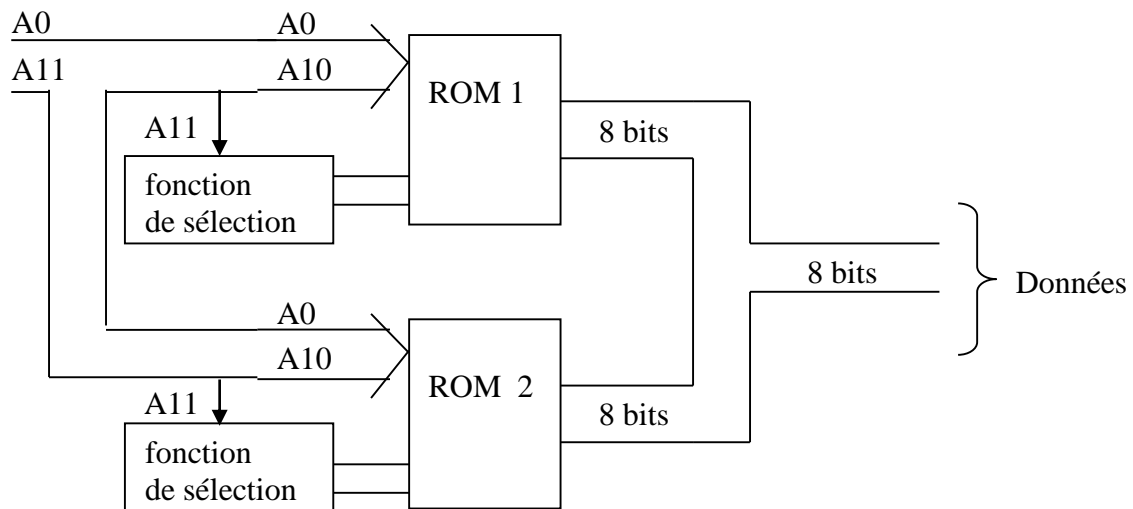 A0
A0
A11
A10
ROM 1
A11
8 bits
fonction
de sélection
8 bits
Données
A0
A10
ROM 2
A11
8 bits
fonction
de sélection